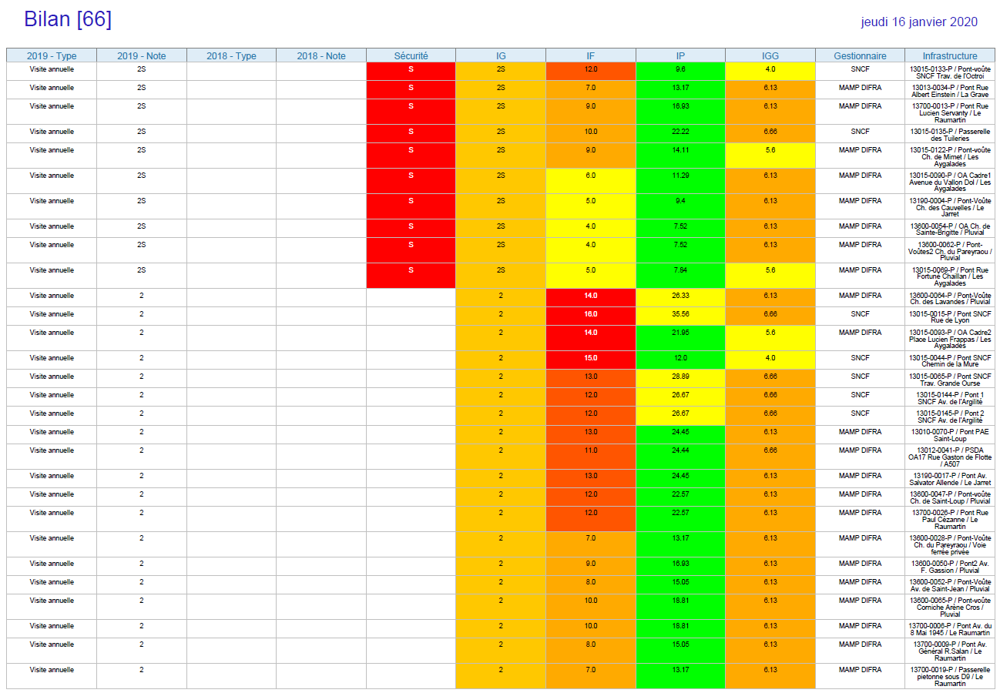 Bilan [66]
jeudi 16 janvier 2020
2019 - Type 2019 - Note 2018 - Type 2018 - Note Sécurité IG IF IP IGG Gestionnaire Infrastructure
Visite annuelle 2S S 2S 12.0 9.6 4.0 SNCF 13015-0133-P / Pont-voûte
SNCF Trav. de l'Octroi
Visite annuelle 2S S 2S 7.0 13.17 6.13 MAMP DIFRA 13013-0034-P / Pont Rue
Albert Einstein / La Grave
Visite annuelle 2S S 2S 9.0 16.93 6.13 MAMP DIFRA 13700-0013-P / Pont Rue
Lucien Servanty / Le
Raumartin
Visite annuelle 2S S 2S 10.0 22.22 6.66 SNCF 13015-0135-P / Passerelle
des Tuileries
Visite annuelle 2S S 2S 9.0 14.11 5.6 MAMP DIFRA 13015-0122-P / Pont-voûte
Ch. de Mimet / Les
Aygalades
Visite annuelle 2S S 2S 6.0 11.29 6.13 MAMP DIFRA 13015-0090-P / OA Cadre1
Avenue du Vallon Dol / Les
Aygalades
Visite annuelle 2S S 2S 5.0 9.4 6.13 MAMP DIFRA 13190-0004-P / Pont-Voûte
Ch. des Cauvelles / Le
Jarret
Visite annuelle 2S S 2S 4.0 7.52 6.13 MAMP DIFRA 13600-0054-P / OA Ch. de
Sainte-Brigitte / Pluvial
Visite annuelle 2S S 2S 4.0 7.52 6.13 MAMP DIFRA 13600-0062-P / Pont-
Voûtes2 Ch. du Pareyraou /
Pluvial
Visite annuelle 2S S 2S 5.0 7.84 5.6 MAMP DIFRA 13015-0069-P / Pont Rue
Fortuné Chaillan / Les
Aygalades
Visite annuelle 2 2 14.0 26.33 6.13 MAMP DIFRA 13600-0064-P / Pont-Voûte
Ch. des Lavandes / Pluvial
Visite annuelle 2 2 16.0 35.56 6.66 SNCF 13015-0015-P / Pont SNCF
Rue de Lyon
Visite annuelle 2 2 14.0 21.95 5.6 MAMP DIFRA 13015-0093-P / OA Cadre2
Place Lucien Frappas / Les
Aygalades
Visite annuelle 2 2 15.0 12.0 4.0 SNCF 13015-0044-P / Pont SNCF
Chemin de la Mure
Visite annuelle 2 2 13.0 28.89 6.66 SNCF 13015-0065-P / Pont SNCF
Trav. Grande Ourse
Visite annuelle 2 2 12.0 26.67 6.66 SNCF 13015-0144-P / Pont 1
SNCF Av. de l'Argilité
Visite annuelle 2 2 12.0 26.67 6.66 SNCF 13015-0145-P / Pont 2
SNCF Av. de l'Argilité
Visite annuelle 2 2 13.0 24.45 6.13 MAMP DIFRA 13010-0070-P / Pont PAE
Saint-Loup
Visite annuelle 2 2 11.0 24.44 6.66 MAMP DIFRA 13012-0041-P / PSDA
OA17 Rue Gaston de Flotte
/ A507
Visite annuelle 2 2 13.0 24.45 6.13 MAMP DIFRA 13190-0017-P / Pont Av.
Salvator Allende / Le Jarret
Visite annuelle 2 2 12.0 22.57 6.13 MAMP DIFRA 13600-0047-P / Pont-voûte
Ch. de Saint-Loup / Pluvial
Visite annuelle 2 2 12.0 22.57 6.13 MAMP DIFRA 13700-0026-P / Pont Rue
Paul Cézanne / Le
Raumartin
Visite annuelle 2 2 7.0 13.17 6.13 MAMP DIFRA 13600-0028-P / Pont-Voûte
Ch. du Pareyraou / Voie
ferrée privée
Visite annuelle 2 2 9.0 16.93 6.13 MAMP DIFRA 13600-0050-P / Pont2 Av.
F. Gassion / Pluvial
Visite annuelle 2 2 8.0 15.05 6.13 MAMP DIFRA 13600-0052-P / Pont-Voûte
Av. de Saint-Jean / Pluvial
Visite annuelle 2 2 10.0 18.81 6.13 MAMP DIFRA 13600-0065-P / Pont-voûte
Corniche Arène Cros /
Pluvial
Visite annuelle 2 2 10.0 18.81 6.13 MAMP DIFRA 13700-0006-P / Pont Av. du
8 Mai 1945 / Le Raumartin
Visite annuelle 2 2 8.0 15.05 6.13 MAMP DIFRA 13700-0009-P / Pont Av.
Général R.Salan / Le
Raumartin
Visite annuelle 2 2 7.0 13.17 6.13 MAMP DIFRA 13700-0019-P / Passerelle
piétonne sous D9 / Le
Raumartin